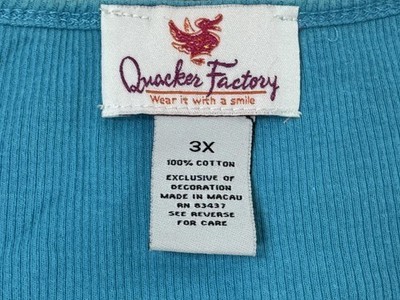 Quacker Factory
Wear it with a smile
3X
100% COTTON
EXCLUSIVE OF
DECORATION
MADE IN MACAU
RN 83437
SEE REVERSE
FOR CARE